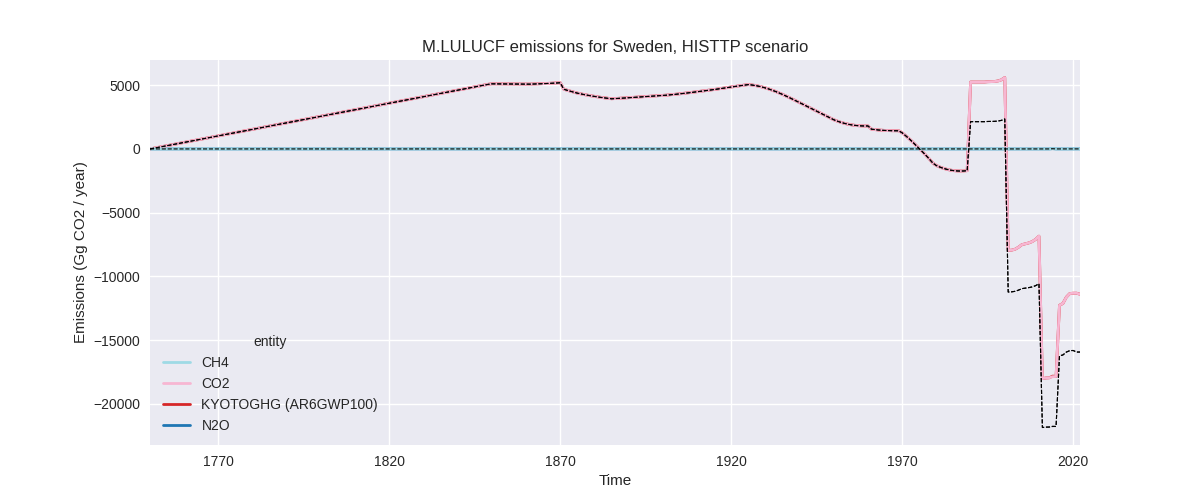 M.LULUCF emissions for Sweden, HISTTP scenario
Emissions (Gg CO2 / year)
5000
0
−5000
−10000
−15000
−20000
entity
CH4
CO2
KYOTOGHG (AR6GWP100)
N2O
1770
1820
1870
1920
1970
2020
Time